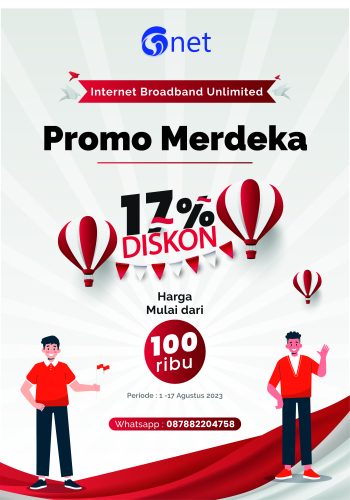 Gnet
Internet Broadband Unlimited
Promo Merdeka
17%
DISKON
Harga
Mulai dari
100
ribu
Periode : 1 -17 Agustus 2023
Whatsapp : 087882204758